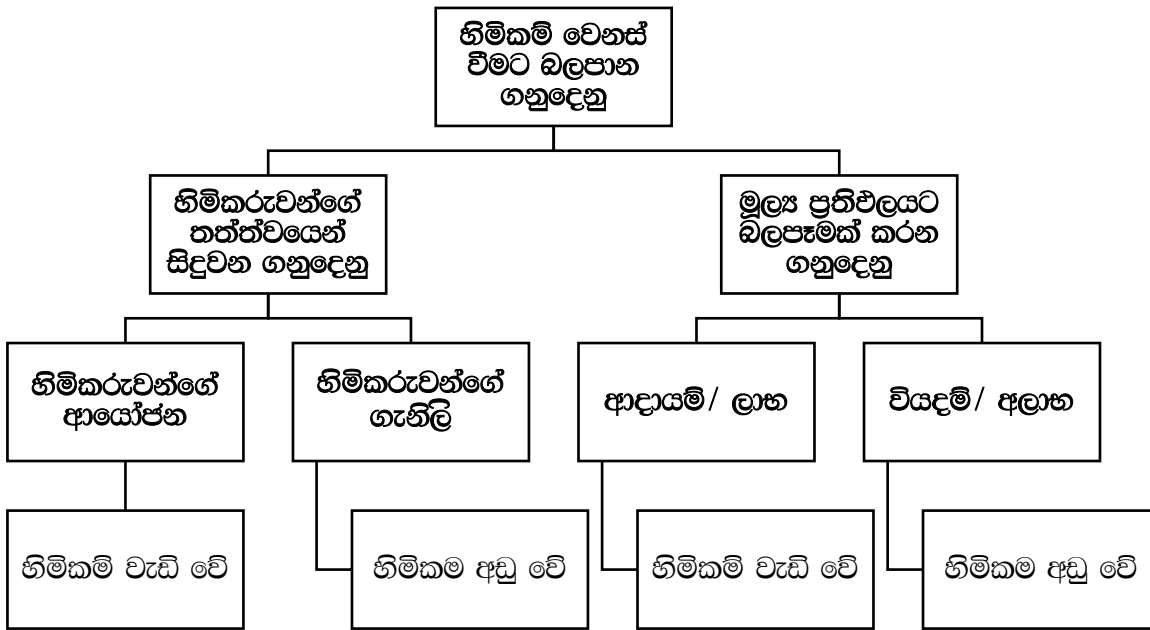 හිමිකම් වෙනස්
වීමට බලපාන
ගනුදෙනු
හිමිකරුවන්ගේ
තත්ත්වයෙන්
සිදුවන ගනුදෙනු
මූල්‍ය ප්‍රතිඵලයට
බලපෑමක් කරන
ගනුදෙනු
හිමිකරුවන්ගේ
ආයෝජන
හිමිකරුවන්ගේ
ගැනිලි
ආදායම්/ ලාභ
වියදම්/ අලාභ
හිමිකම් වැඩි වේ
හිමිකම අඩු වේ
හිමිකම් වැඩි වේ
හිමිකම අඩු වේ